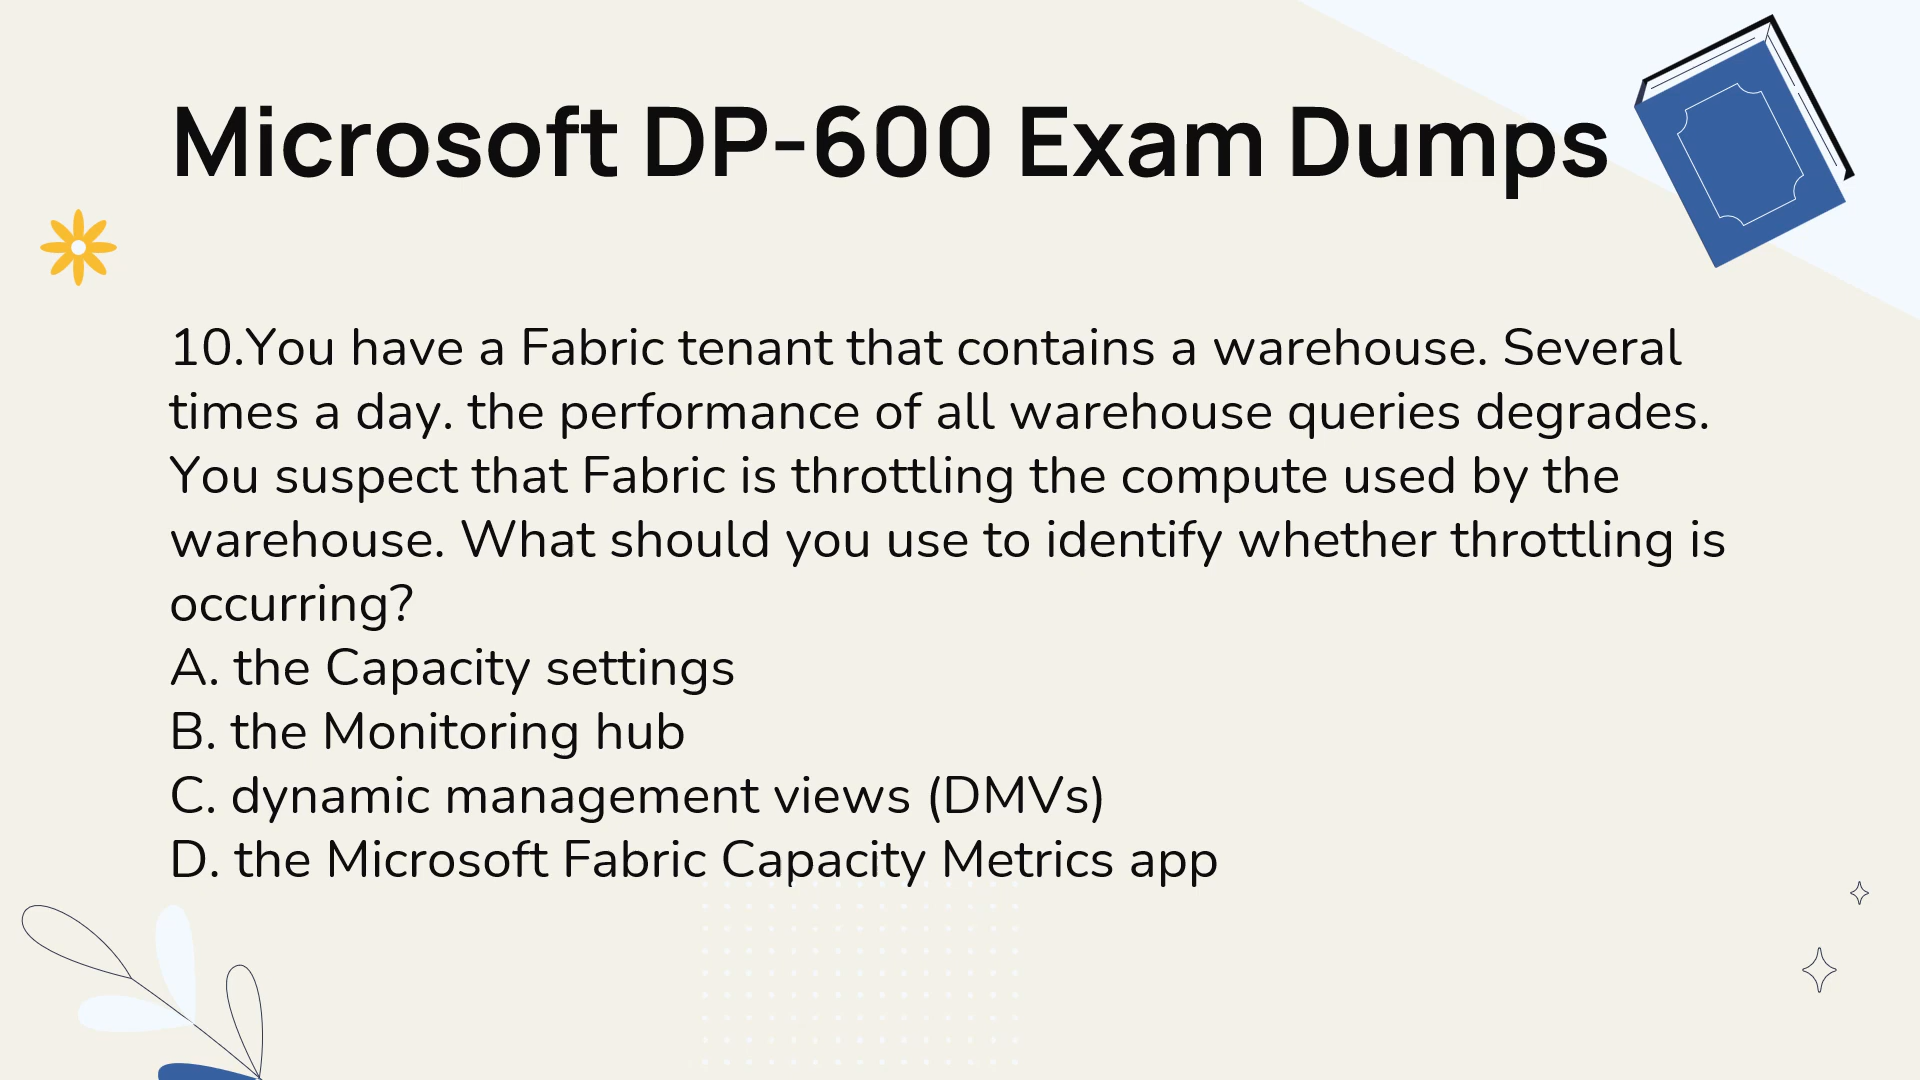 Microsoft DP-600 Exam Dumps
10.You have a Fabric tenant that contains a warehouse. Several
times a day. the performance of all warehouse queries degrades.
You suspect that Fabric is throttling the compute used by the
warehouse. What should you use to identify whether throttling is
occurring?
A. the Capacity settings
B. the Monitoring hub
C. dynamic management views (DMVs)
D. the Microsoft Fabric Capacity Metrics app